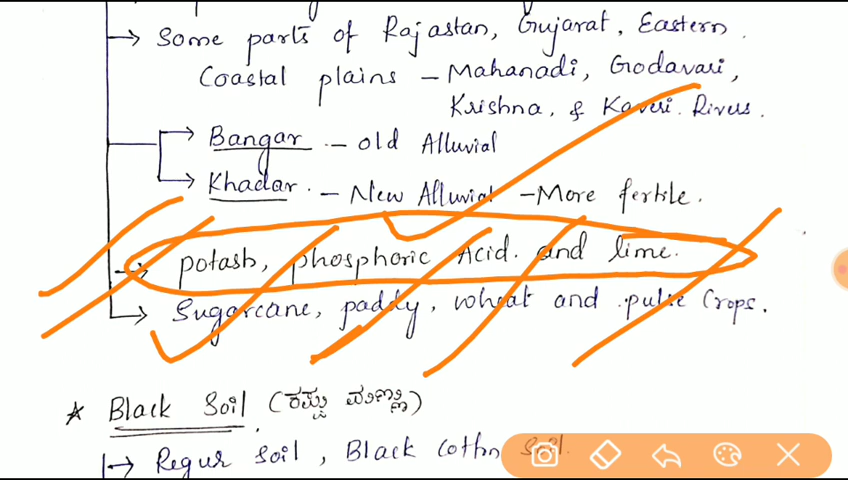 → Some parts of Rajastan, Gujarat, Eastern
Coastal plains - Mahanadi, Godavari,
Krishna, & Kaveri Rivers.
→ Bangar - old Alluvial
→ Khadar - New Alluvial - More fertile.
→ potash, phosphoric Acid. and lime.
→ Sugarcane, paddy, wheat and pulse Crops.
* Black Soil (ಕಪ್ಪು ಮಣ್ಣು)
→ Regur Soil, Black Cotton Soil.